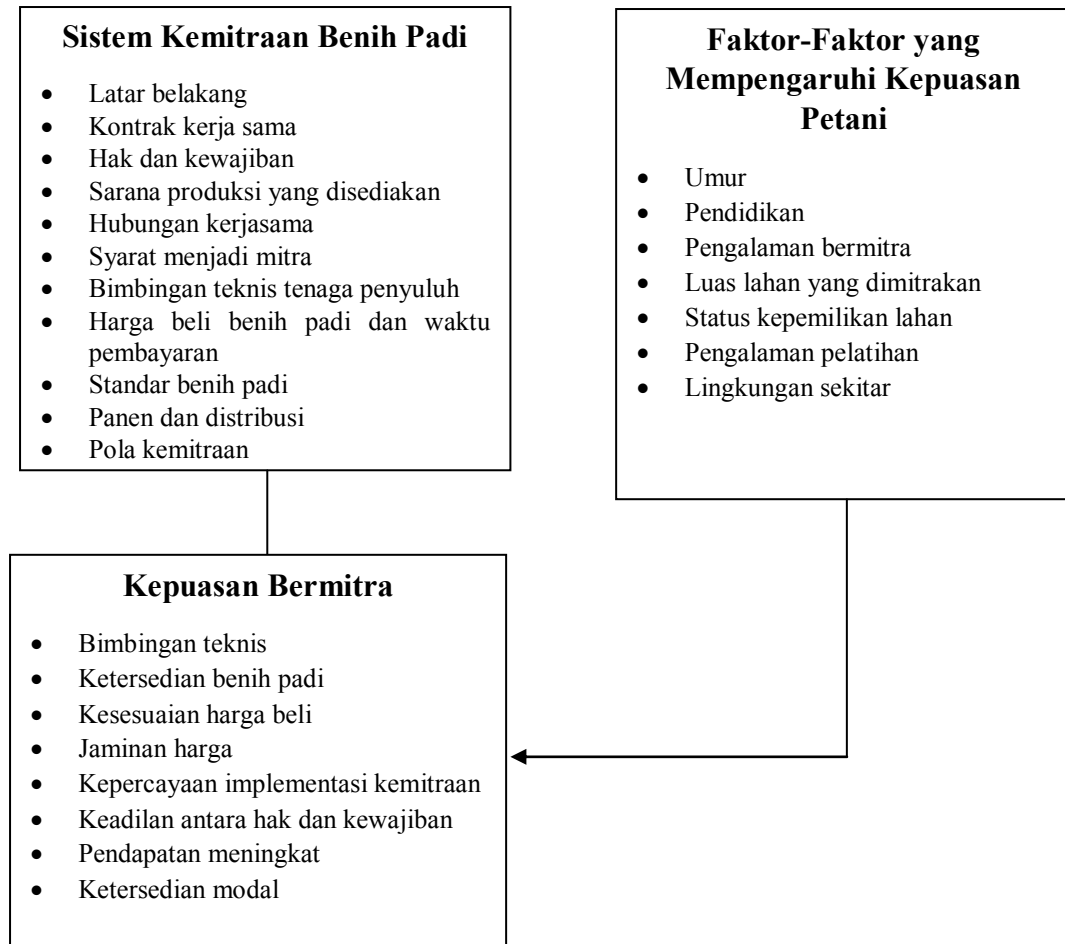 Sistem Kemitraan Benih Padi
• Latar belakang
• Kontrak kerja sama
• Hak dan kewajiban
• Sarana produksi yang disediakan
• Hubungan kerjasama
• Syarat menjadi mitra
• Bimbingan teknis tenaga penyuluh
• Harga beli benih padi dan waktu
pembayaran
• Standar benih padi
• Panen dan distribusi
• Pola kemitraan
Faktor-Faktor yang
Mempengaruhi Kepuasan
Petani
• Umur
• Pendidikan
• Pengalaman bermitra
• Luas lahan yang dimitrakan
• Status kepemilikan lahan
• Pengalaman pelatihan
• Lingkungan sekitar
Kepuasan Bermitra
• Bimbingan teknis
• Ketersedian benih padi
• Kesesuaian harga beli
• Jaminan harga
• Kepercayaan implementasi kemitraan
• Keadilan antara hak dan kewajiban
• Pendapatan meningkat
• Ketersedian modal